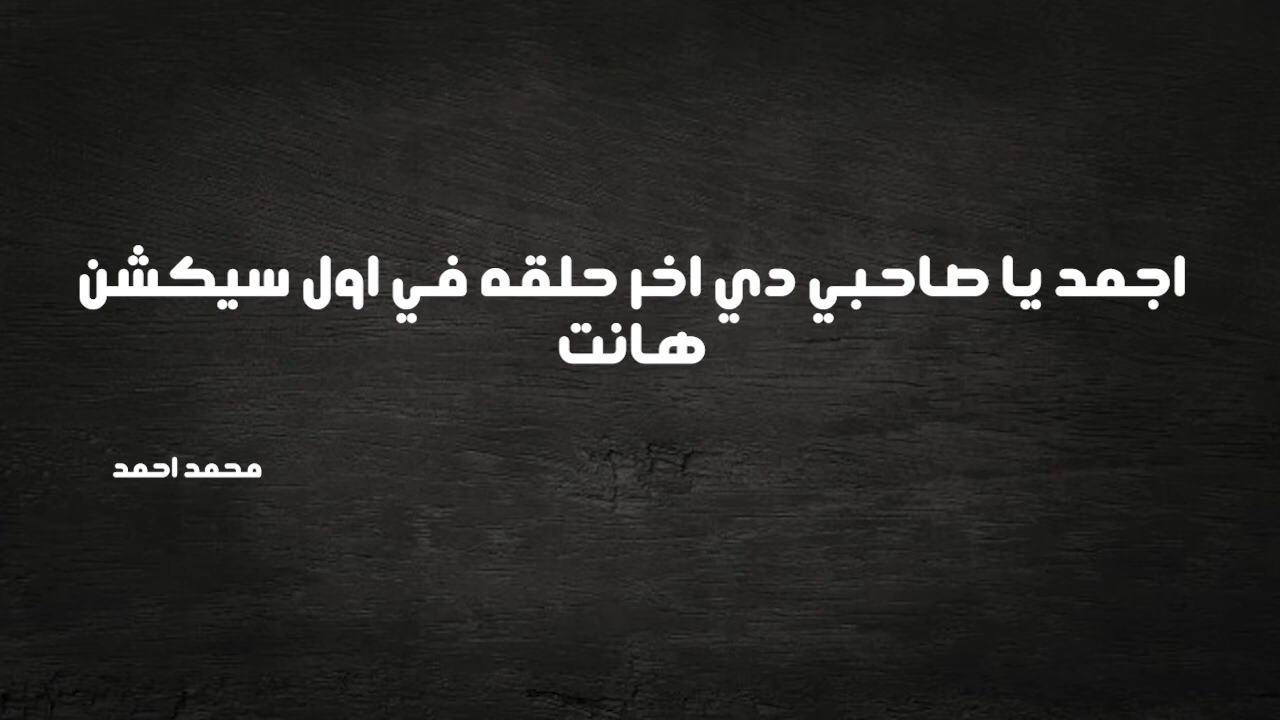 اجمد يا صاحبي دي اخر حلقه في اول سيكشن
هانت
محمد احمد